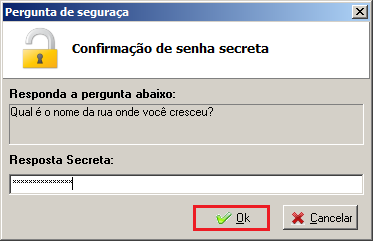 Pergunta de seguraça
Confirmação de senha secreta
Responda a pergunta abaixo:
Qual é o nome da rua onde você cresceu?
Resposta Secreta:
×××××××××××××××
Ok
Cancelar